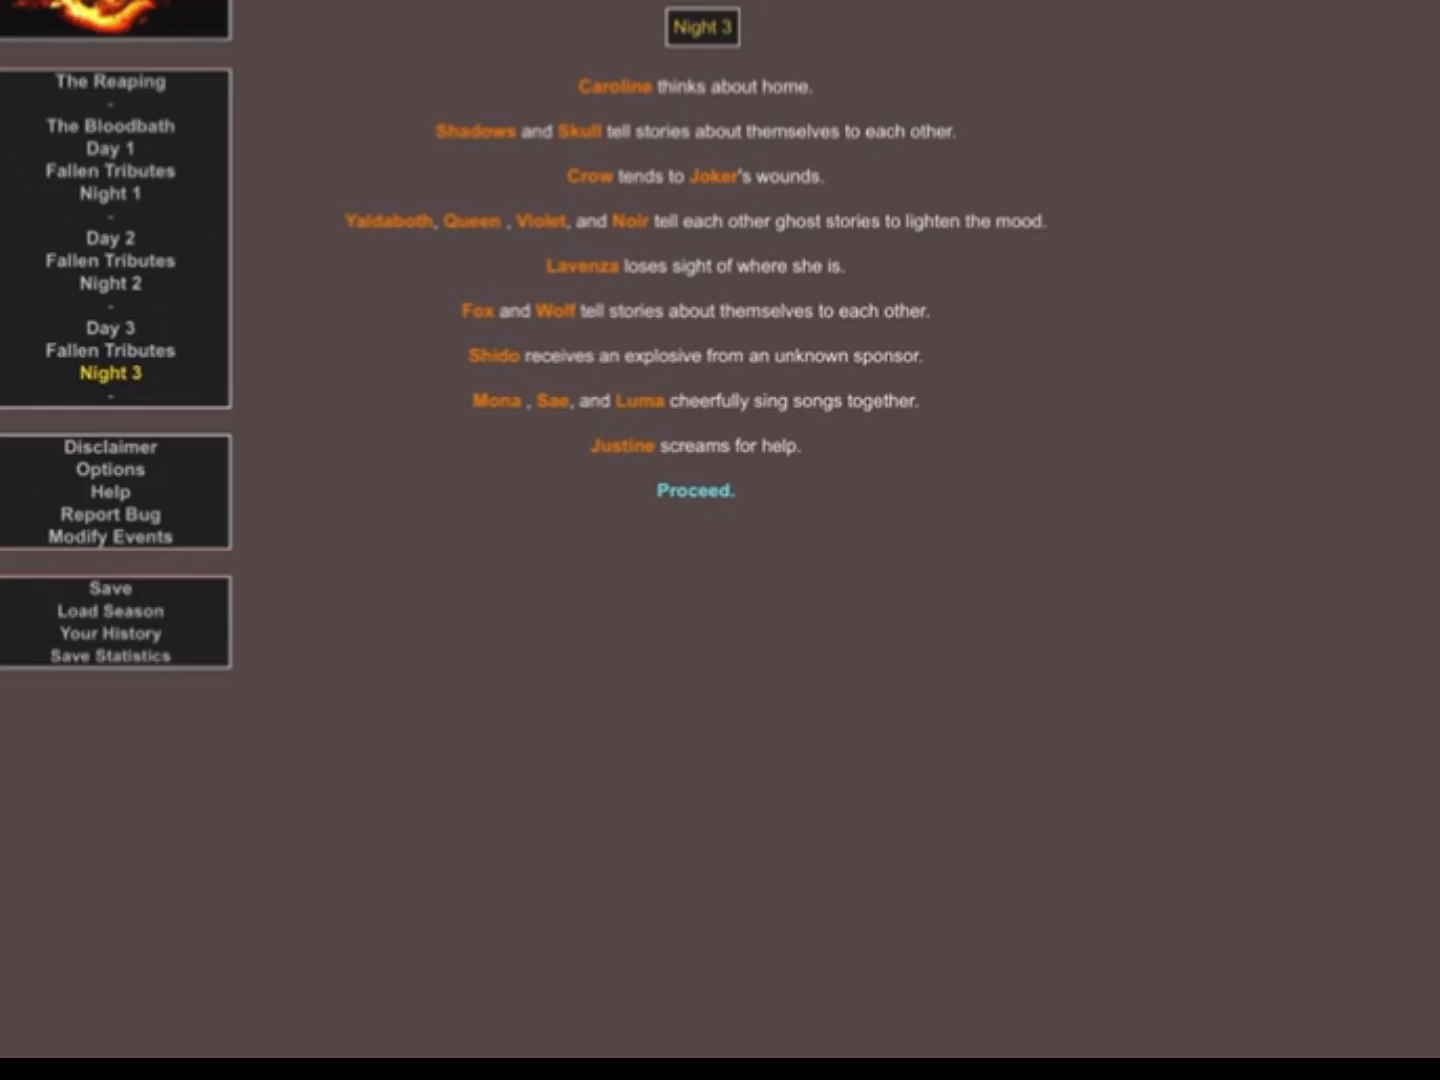 Night 3
The Reaping
-
The Bloodbath
Day 1
Fallen Tributes
Night 1
-
Day 2
Fallen Tributes
Night 2
-
Day 3
Fallen Tributes
Night 3
-
Disclaimer
Options
Help
Report Bug
Modify Events
Save
Load Season
Your History
Save Statistics
Caroline thinks about home.
Shadows and Skull tell stories about themselves to each other.
Crow tends to Joker's wounds.
Yaldaboth, Queen , Violet, and Noir tell each other ghost stories to lighten the mood.
Lavenza loses sight of where she is.
Fox and Wolf tell stories about themselves to each other.
Shido receives an explosive from an unknown sponsor.
Mona , Sae, and Luma cheerfully sing songs together.
Justine screams for help.
Proceed.